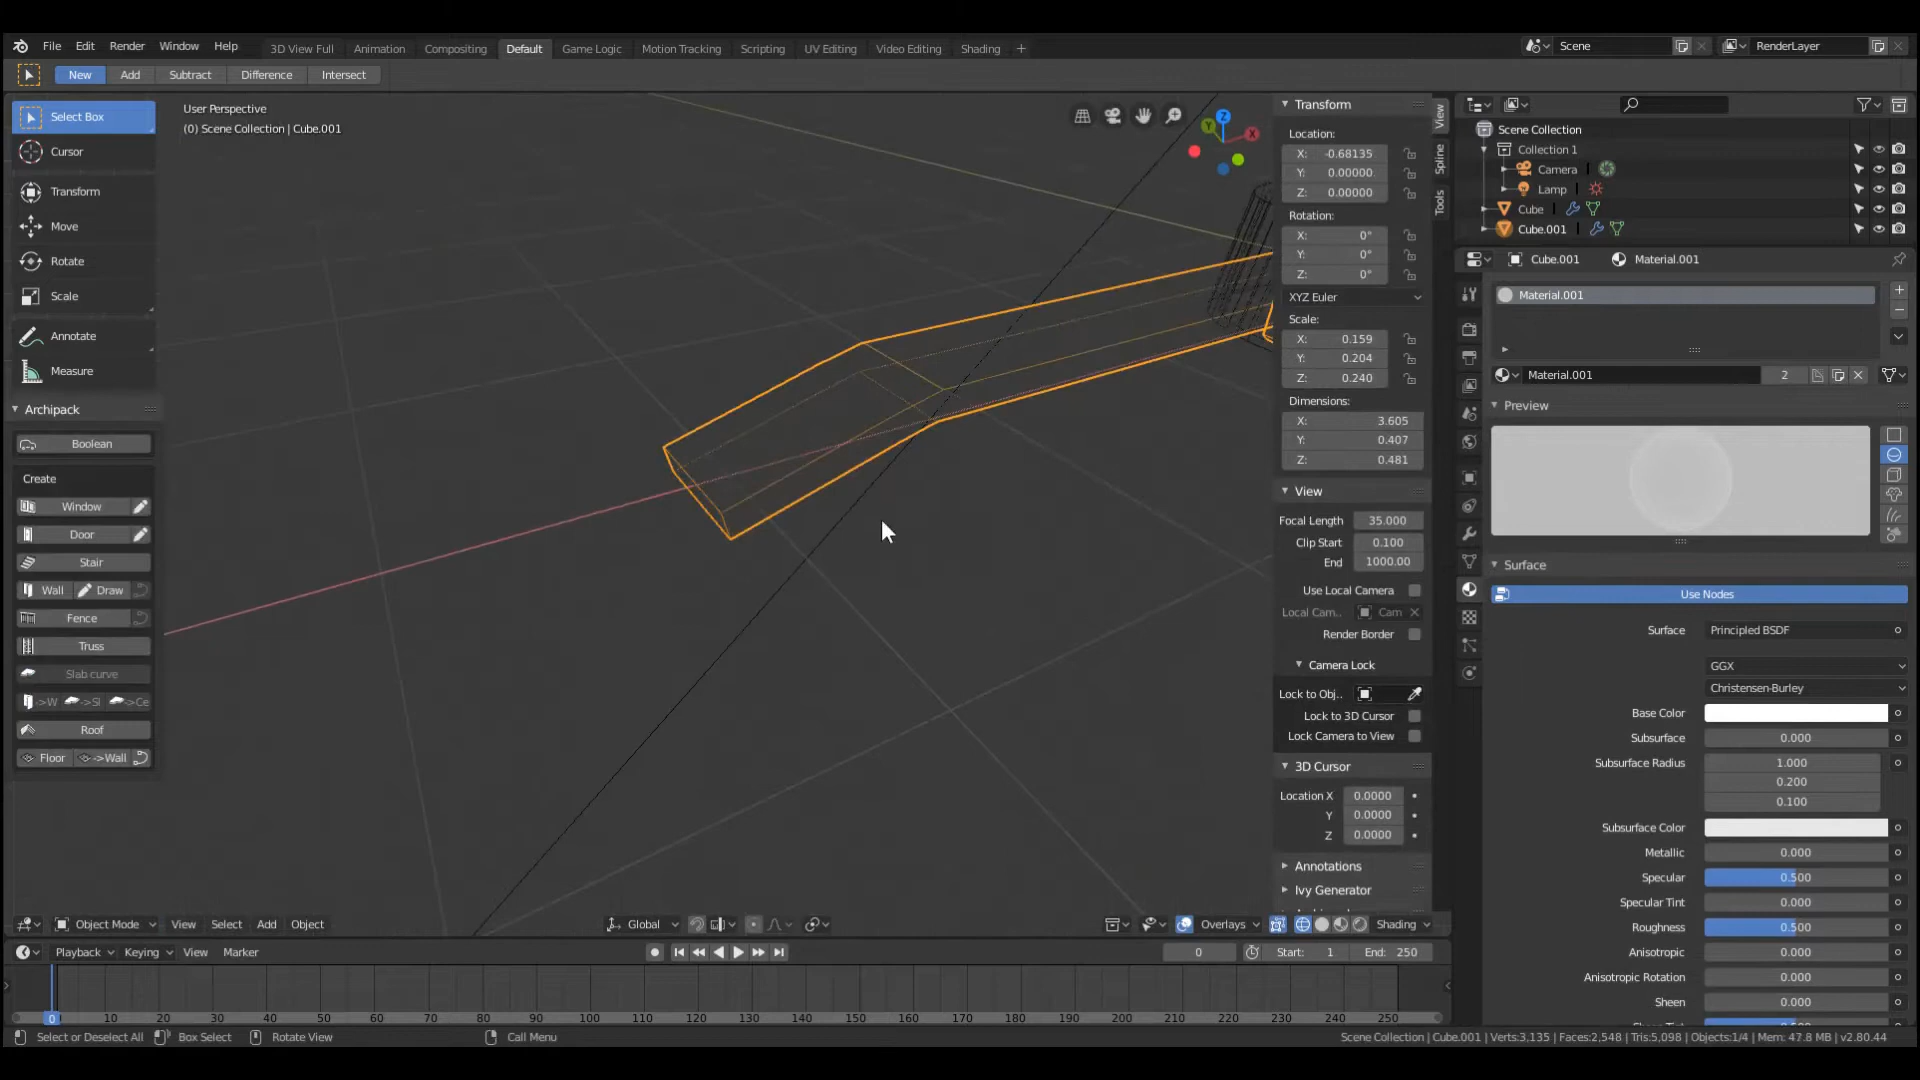 File Edit Render Window Help 3D View Full Animation Compositing Default Game Logic Motion Tracking Scripting UV Editing Video Editing Shading + Scene RenderLayer
New Add Subtract Difference Intersect
Select Box
Cursor
Transform
Move
Rotate
Scale
Annotate
Measure
Archipack
Boolean
Create
Window
Door
Stair
Wall Draw
Fence
Truss
Slab curve
->W ->Sl ->Ce
Roof
Floor ->Wall
User Perspective
(0) Scene Collection | Cube.001
Z
Y
X
Transform
Location:
X: -0.68135
Y: 0.00000
Z: 0.00000
Rotation:
X: 0°
Y: 0°
Z: 0°
XYZ Euler
Scale:
X: 0.159
Y: 0.204
Z: 0.240
Dimensions:
X: 3.605
Y: 0.407
Z: 0.481
View
Focal Length 35.000
Clip Start 0.100
End 1000.00
Use Local Camera
Local Cam.. Cam
Render Border
Camera Lock
Lock to Obj..
Lock to 3D Cursor
Lock Camera to View
3D Cursor
Location X 0.0000
Y 0.0000
Z 0.0000
Annotations
Ivy Generator
View
Spline
Tools
Scene Collection
Collection 1
Camera
Lamp
Cube
Cube.001
Cube.001 Material.001
Material.001
Material.001 2
Preview
Surface
Use Nodes
Surface Principled BSDF
GGX
Christensen-Burley
Base Color
Subsurface 0.000
Subsurface Radius 1.000
0.200
0.100
Subsurface Color
Metallic 0.000
Specular 0.500
Specular Tint 0.000
Roughness 0.500
Anisotropic 0.000
Anisotropic Rotation 0.000
Sheen 0.000
Object Mode View Select Add Object Global Overlays Shading
Playback Keying View Marker 0 Start: 1 End: 250
0 10 20 30 40 50 60 70 80 90 100 110 120 130 140 150 160 170 180 190 200 210 220 230 240 250
Select or Deselect All Box Select Rotate View Call Menu Scene Collection | Cube.001 | Verts:3,135 | Faces:2,548 | Tris:5,098 | Objects:1/4 | Mem: 47.8 MB | v2.80.44